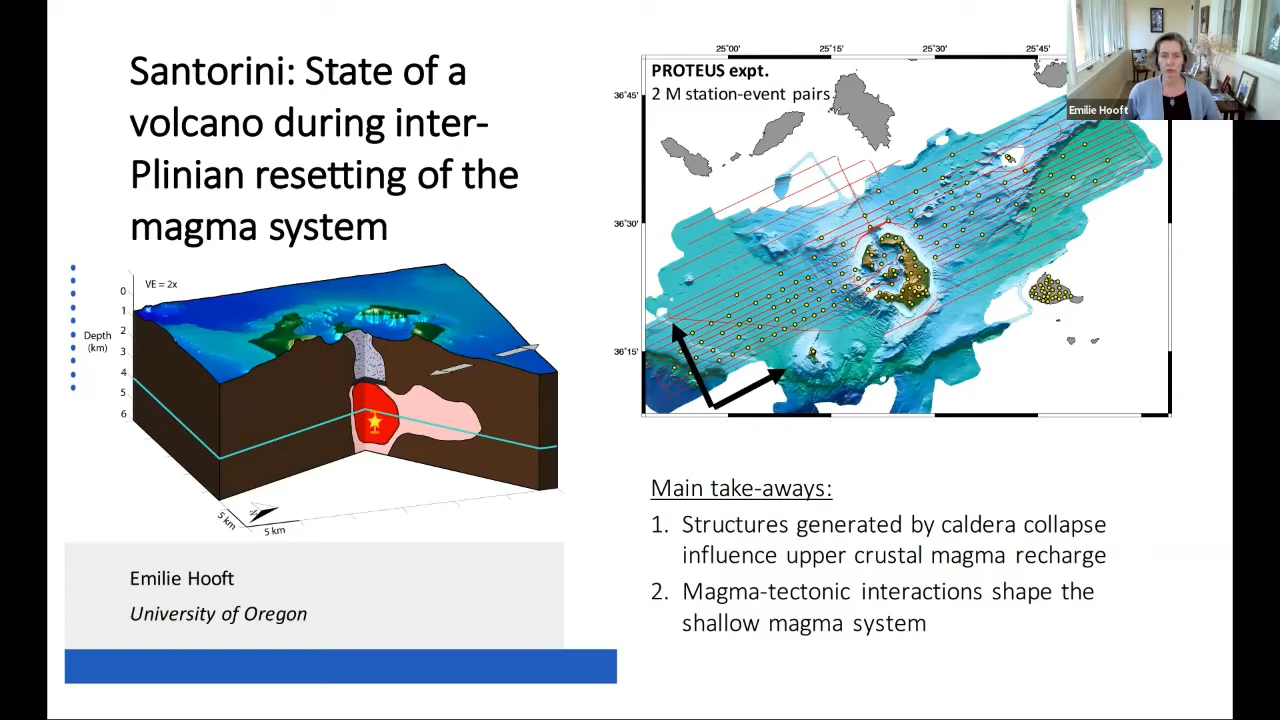 Santorini: State of a
volcano during inter-
Plinian resetting of the
magma system
VE = 2x
Depth
(km)
0
1
2
3
4
5
6
5 km
5 km
Emilie Hooft
University of Oregon
25°00'
25°15'
25°30'
25°45'
PROTEUS expt.
2 M station-event pairs
36°45'
36°30'
36°15'
Emilie Hooft
Main take-aways:
1. Structures generated by caldera collapse
influence upper crustal magma recharge
2. Magma-tectonic interactions shape the
shallow magma system